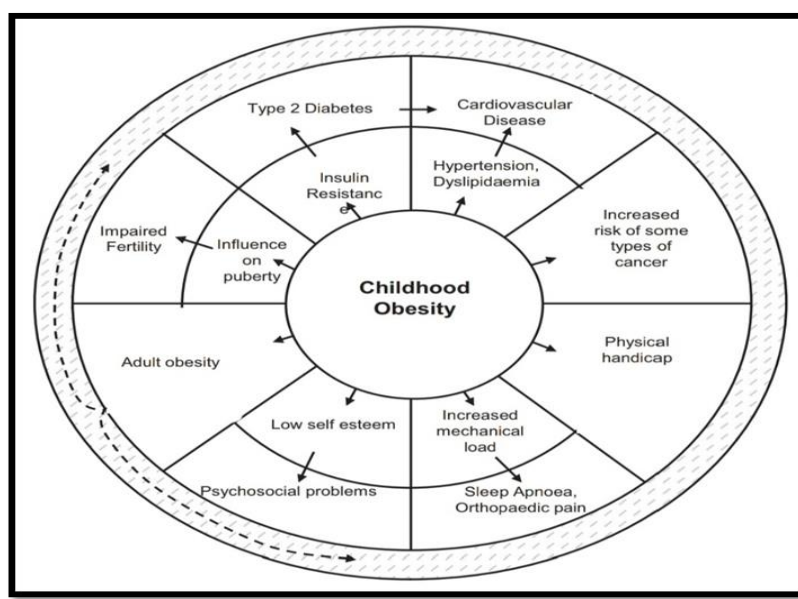 Type 2 Diabetes
Cardiovascular
Disease
Insulin
Resistanc
e
Hypertension,
Dyslipidaemia
Impaired
Fertility
Influence
on
puberty
Increased
risk of some
types of
cancer
Childhood
Obesity
Adult obesity
Physical
handicap
Low self esteem
Increased
mechanical
load
Psychosocial problems
Sleep Apnoea,
Orthopaedic pain